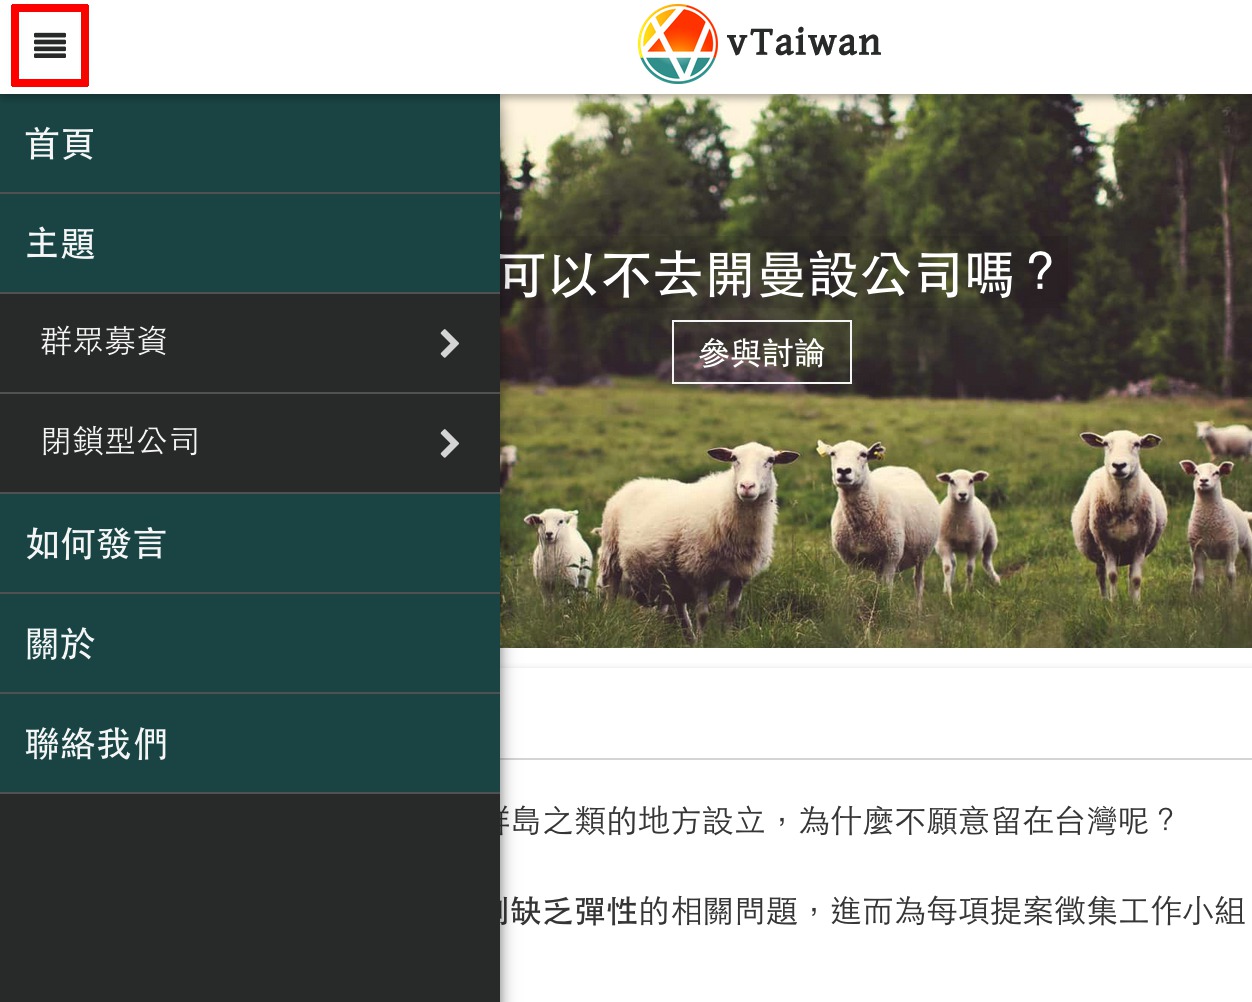 vTaiwan
首頁
主題
群眾募資
閉鎖型公司
如何發言
關於
聯絡我們
可以不去開曼設公司嗎？
參與討論
島之類的地方設立，為什麼不願意留在台灣呢？
缺乏彈性的相關問題，進而為每項提案徵集工作小組